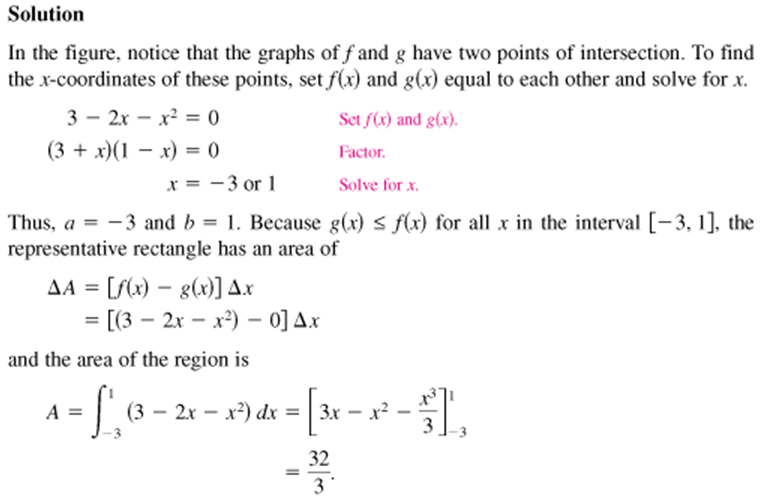 Solution
In the figure, notice that the graphs of f and g have two points of intersection. To find
the x-coordinates of these points, set f(x) and g(x) equal to each other and solve for x.
3 − 2x − x² = 0 Set f(x) and g(x).
(3 + x)(1 − x) = 0 Factor.
x = −3 or 1 Solve for x.
Thus, a = −3 and b = 1. Because g(x) ≤ f(x) for all x in the interval [−3, 1], the
representative rectangle has an area of
ΔA = [f(x) − g(x)] Δx
= [(3 − 2x − x²) − 0] Δx
and the area of the region is
A = ∫₋₃¹ (3 − 2x − x²) dx = [3x − x² − x³/3]₋₃¹
= 32/3.